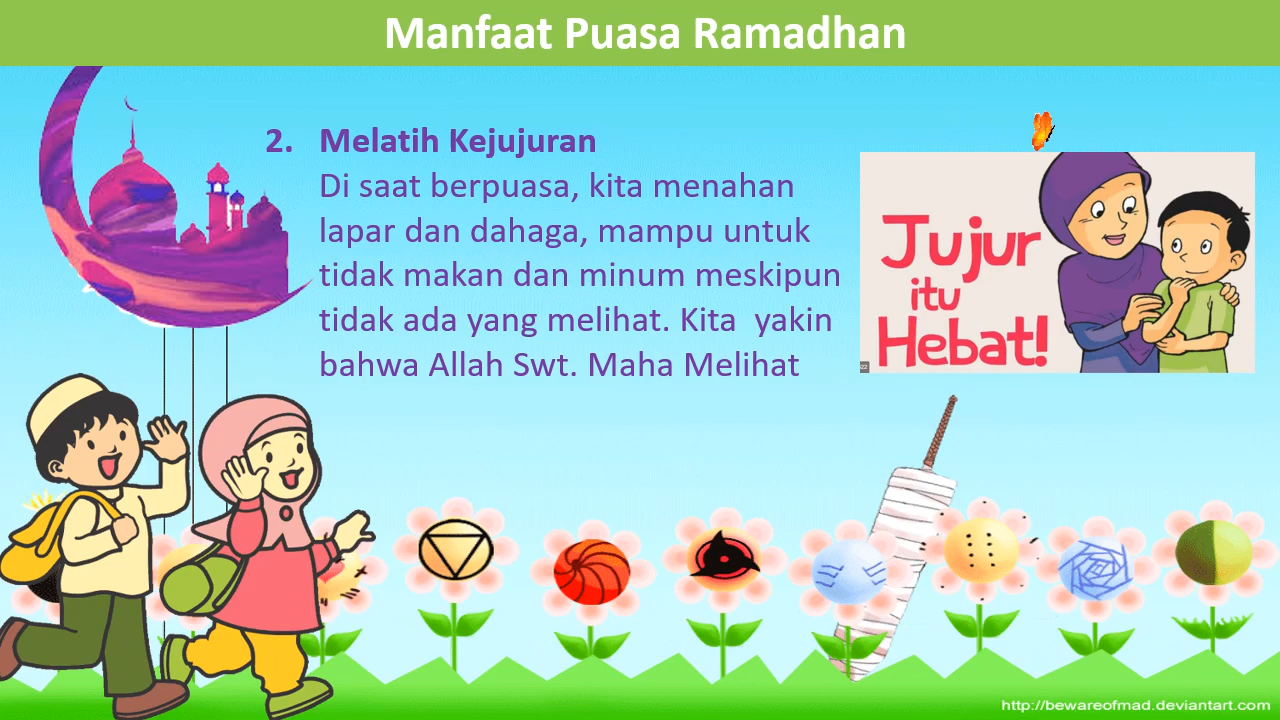 Manfaat Puasa Ramadhan
2. Melatih Kejujuran
Di saat berpuasa, kita menahan
lapar dan dahaga, mampu untuk
tidak makan dan minum meskipun
tidak ada yang melihat. Kita  yakin
bahwa Allah Swt. Maha Melihat
Jujur
itu
Hebat!
22
http://bewareofmad.deviantart.com